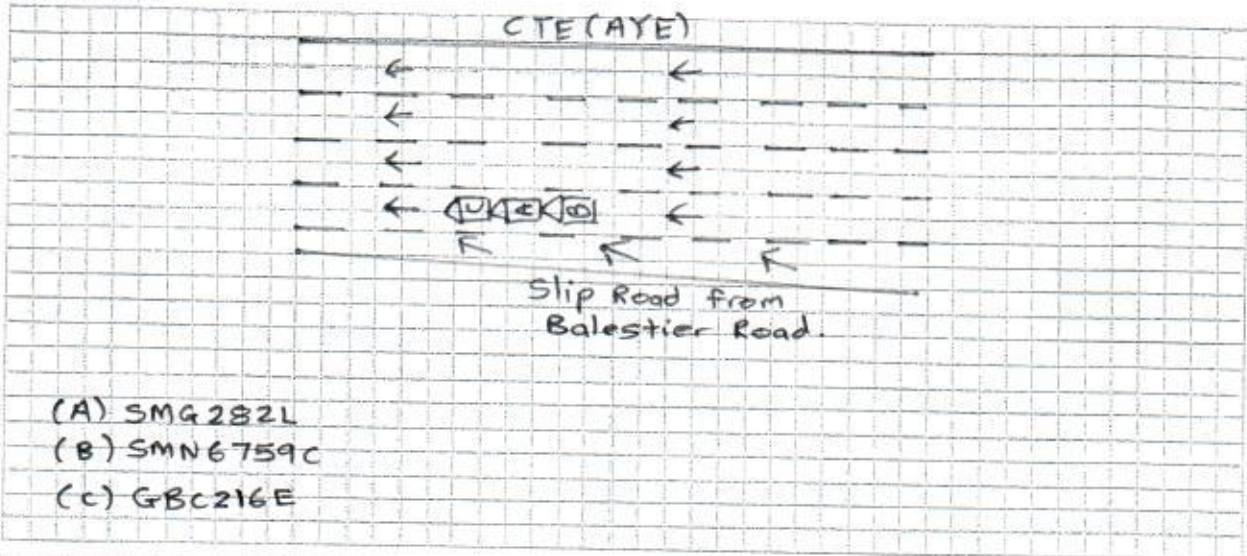 CTE (AYE)
C A B
Slip Road from
Balestier Road.
(A) SMG282L
(B) SMN6759C
(C) GBC216E